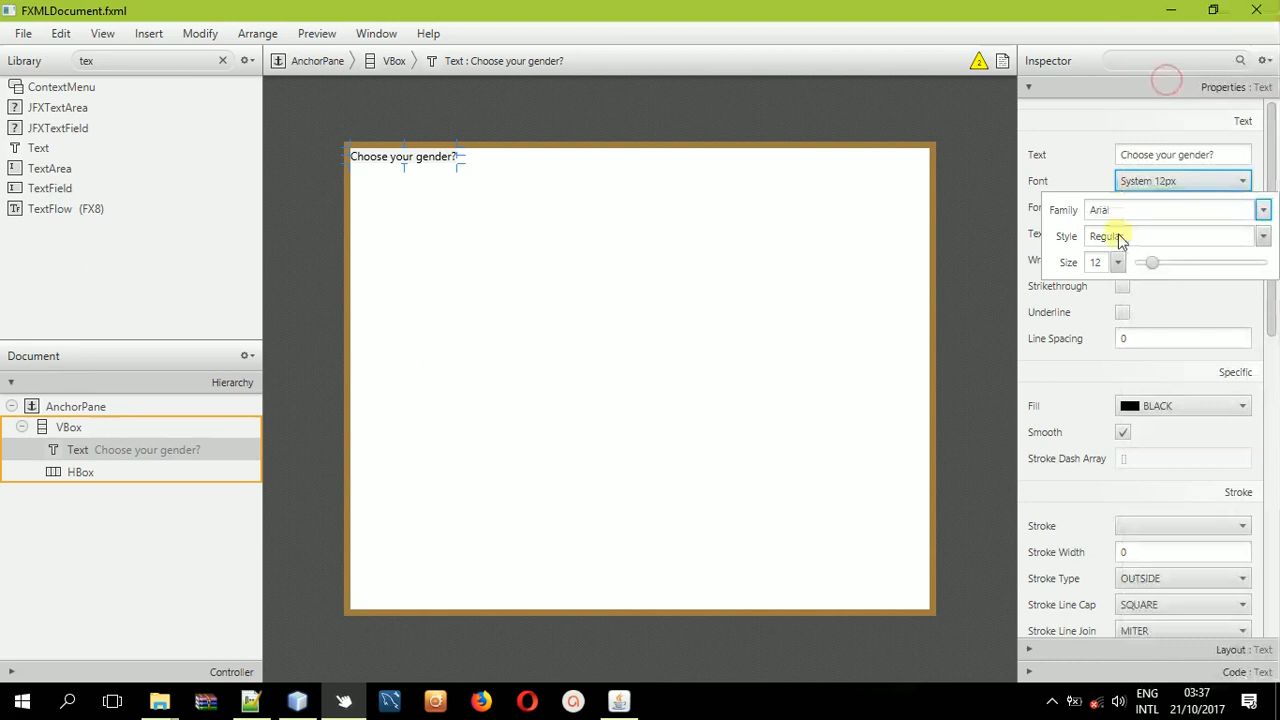 FXMLDocument.fxml
File Edit View Insert Modify Arrange Preview Window Help
Library tex
ContextMenu
JFXTextArea
JFXTextField
Text
TextArea
TextField
TextFlow (FX8)
Document
Hierarchy
AnchorPane
VBox
Text Choose your gender?
HBox
Controller
AnchorPane VBox Text : Choose your gender?
2
Choose your gender?
Inspector
Properties : Text
Text
Text Choose your gender?
Font System 12px
Family Arial
Style Regular
Size 12
Strikethrough
Underline
Line Spacing 0
Specific
Fill BLACK
Smooth
Stroke Dash Array []
Stroke
Stroke
Stroke Width 0
Stroke Type OUTSIDE
Stroke Line Cap SQUARE
Stroke Line Join MITER
Layout : Text
Code : Text
ENG 03:37
INTL 21/10/2017